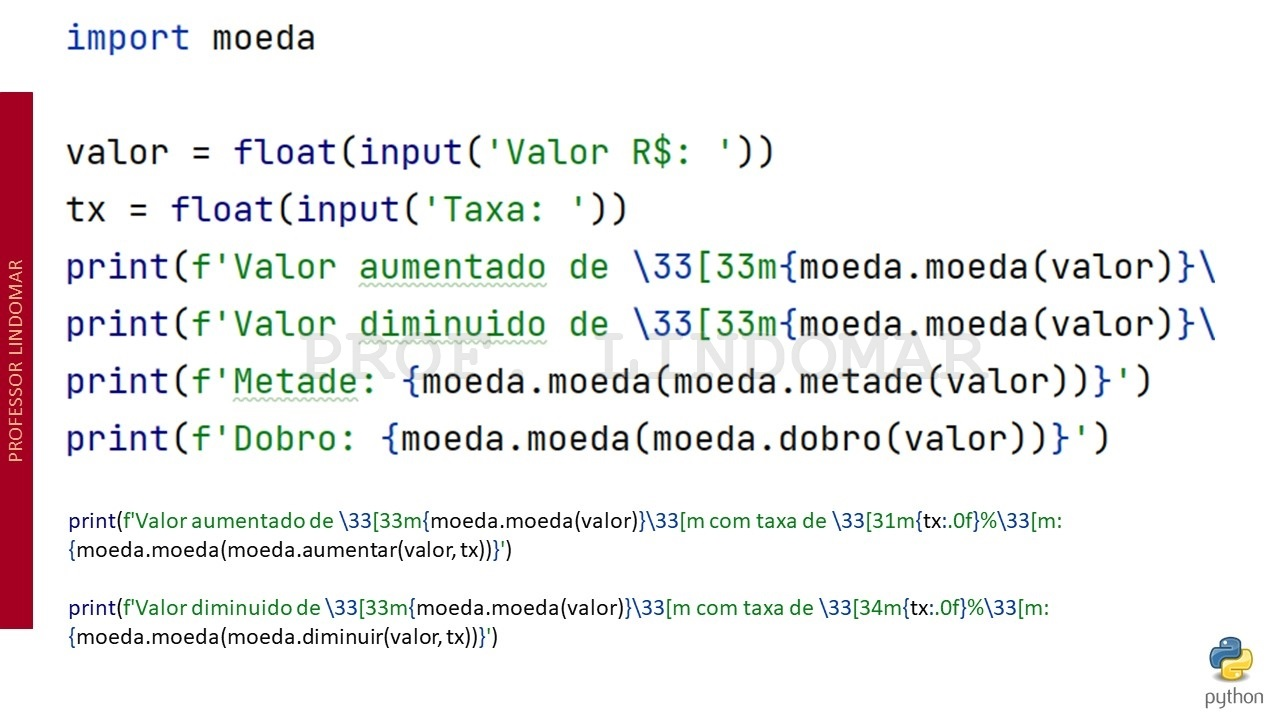 import moeda
valor = float(input('Valor R$: '))
tx = float(input('Taxa: '))
print(f'Valor aumentado de \33[33m{moeda.moeda(valor)}\
print(f'Valor diminuido de \33[33m{moeda.moeda(valor)}\
PROF. LINDOMAR
print(f'Metade: {moeda.moeda(moeda.metade(valor))}')
print(f'Dobro: {moeda.moeda(moeda.dobro(valor))}')
print(f'Valor aumentado de \33[33m{moeda.moeda(valor)}\33[m com taxa de \33[31m{tx:.0f}%\33[m:
{moeda.moeda(moeda.aumentar(valor, tx))}')
print(f'Valor diminuido de \33[33m{moeda.moeda(valor)}\33[m com taxa de \33[34m{tx:.0f}%\33[m:
{moeda.moeda(moeda.diminuir(valor, tx))}')
PROFESSOR LINDOMAR
python